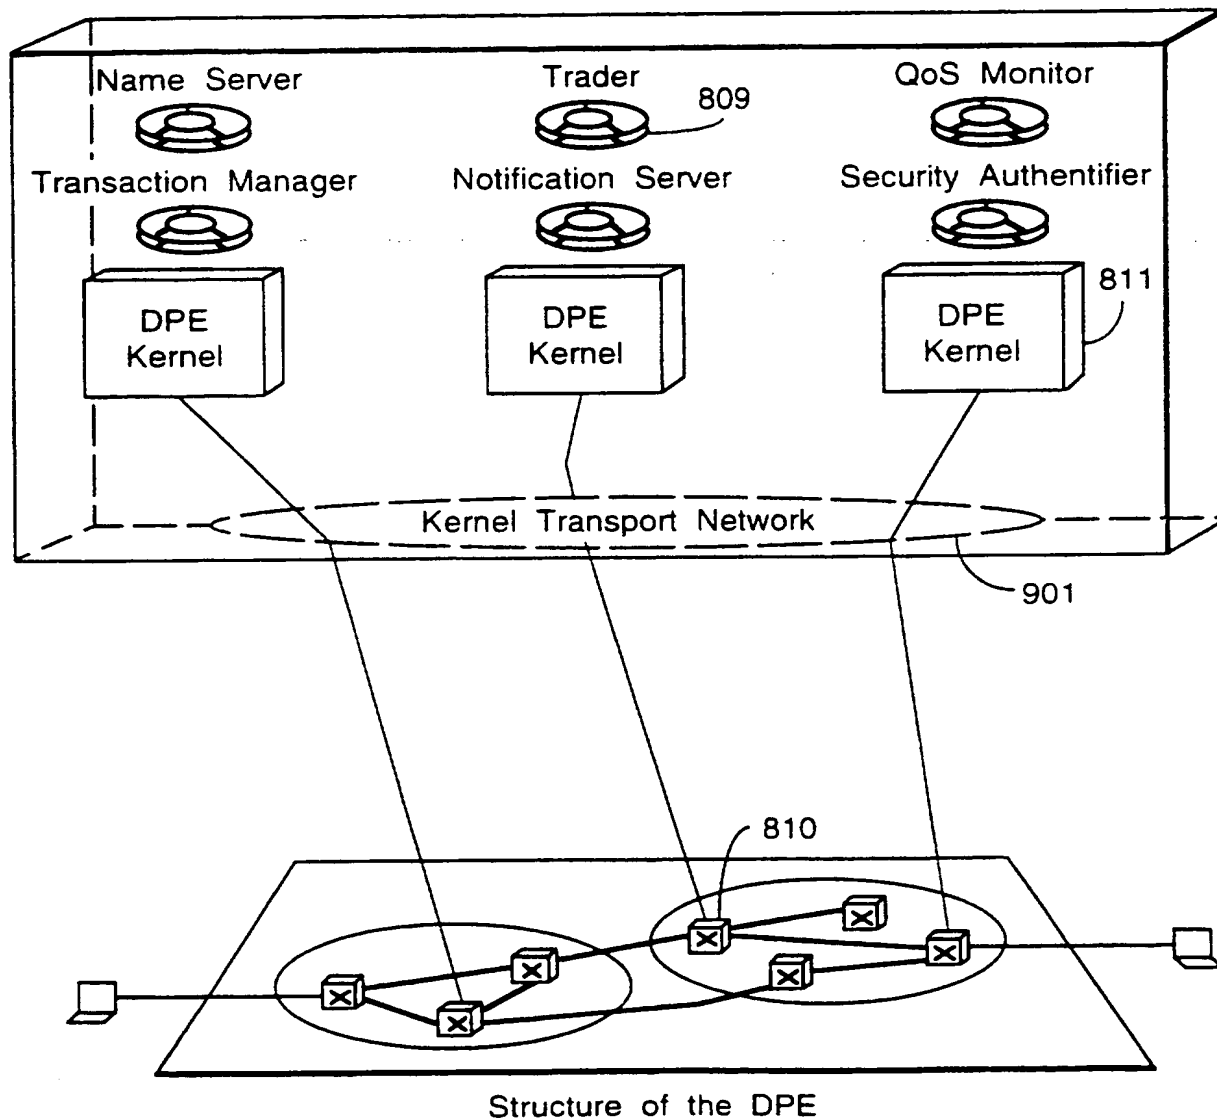 Name Server
Trader
QoS Monitor
809
Transaction Manager
Notification Server
Security Authentifier
811
DPE
Kernel
DPE
Kernel
DPE
Kernel
Kernel Transport Network
901
810
Structure of the DPE